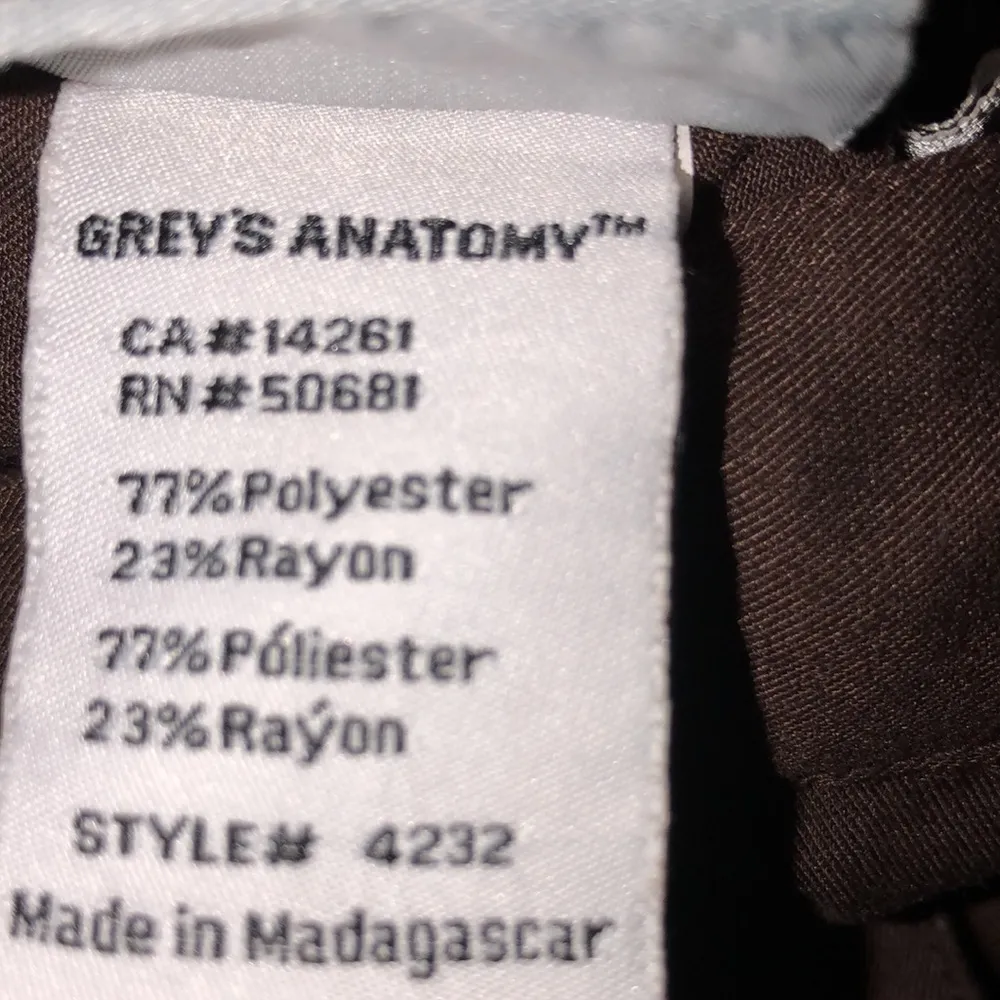 GREY'S ANATOMY™
CA#14261
RN#50681
77%Polyester
23%Rayon
77%Póliester
23%Raýon
STYLE# 4232
Made in Madagascar